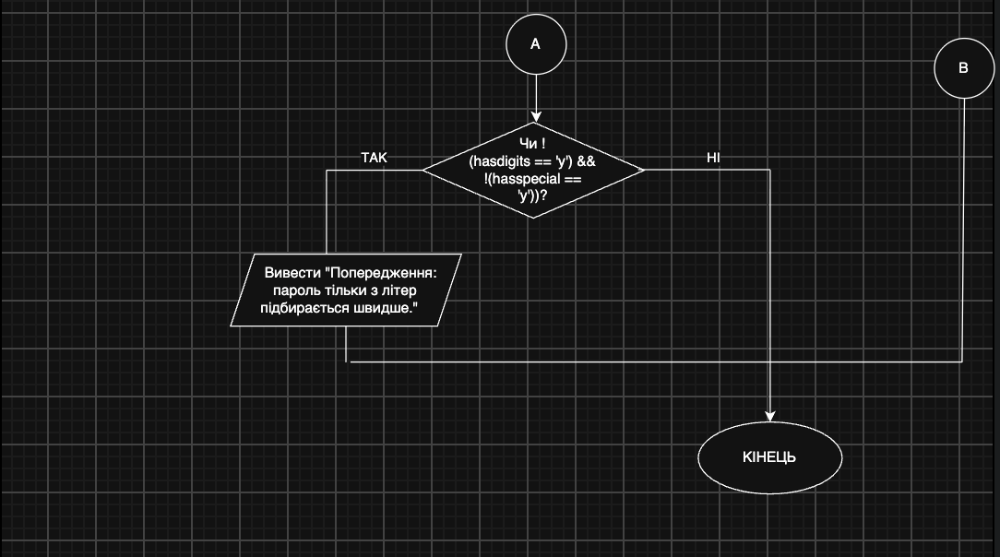 A
B
Чи !
(hasdigits == 'y') &&
!(hasspecial ==
'y'))?
ТАК
НІ
Вивести "Попередження:
пароль тільки з літер
підбирається швидше."
КІНЕЦЬ